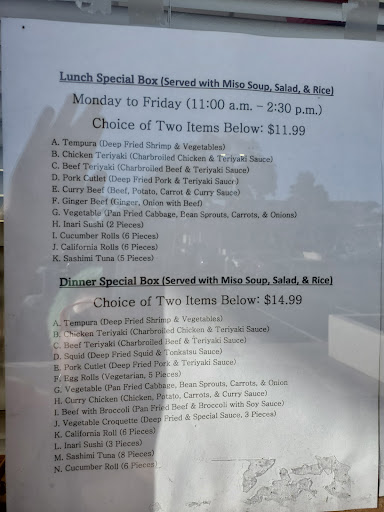 Lunch Special Box (Served with Miso Soup, Salad, & Rice)
Monday to Friday (11:00 a.m. – 2:30 p.m.)
Choice of Two Items Below: $11.99
A. Tempura (Deep Fried Shrimp & Vegetables)
B. Chicken Teriyaki (Charbroiled Chicken & Teriyaki Sauce)
C. Beef Teriyaki (Charbroiled Beef & Teriyaki Sauce)
D. Pork Cutlet (Deep Fried Pork & Teriyaki Sauce)
E. Curry Beef (Beef, Potato, Carrot & Curry Sauce)
F. Ginger Beef (Ginger, Onion with Beef)
G. Vegetable (Pan Fried Cabbage, Bean Sprouts, Carrots, & Onions)
H. Inari Sushi (2 Pieces)
I. Cucumber Rolls (6 Pieces)
J. California Rolls (6 Pieces)
K. Sashimi Tuna (5 Pieces)
Dinner Special Box (Served with Miso Soup, Salad, & Rice)
Choice of Two Items Below: $14.99
A. Tempura (Deep Fried Shrimp & Vegetables)
B. Chicken Teriyaki (Charbroiled Chicken & Teriyaki Sauce)
C. Beef Teriyaki (Charbroiled Beef & Teriyaki Sauce)
D. Squid (Deep Fried Squid & Tonkatsu Sauce)
E. Pork Cutlet (Deep Fried Pork & Teriyaki Sauce)
F. Egg Rolls (Vegetarian, 5 Pieces)
G. Vegetable (Pan Fried Cabbage, Bean Sprouts, Carrots, & Onion
H. Curry Chicken (Chicken, Potato, Carrots, & Curry Sauce)
I. Beef with Broccoli (Pan Fried Beef & Broccoli with Soy Sauce)
J. Vegetable Croquette (Deep Fried & Special Sauce, 3 Pieces)
K. California Roll (6 Pieces)
L. Inari Sushi (3 Pieces)
M. Sashimi Tuna (8 Pieces)
N. Cucumber Roll (6 Pieces)